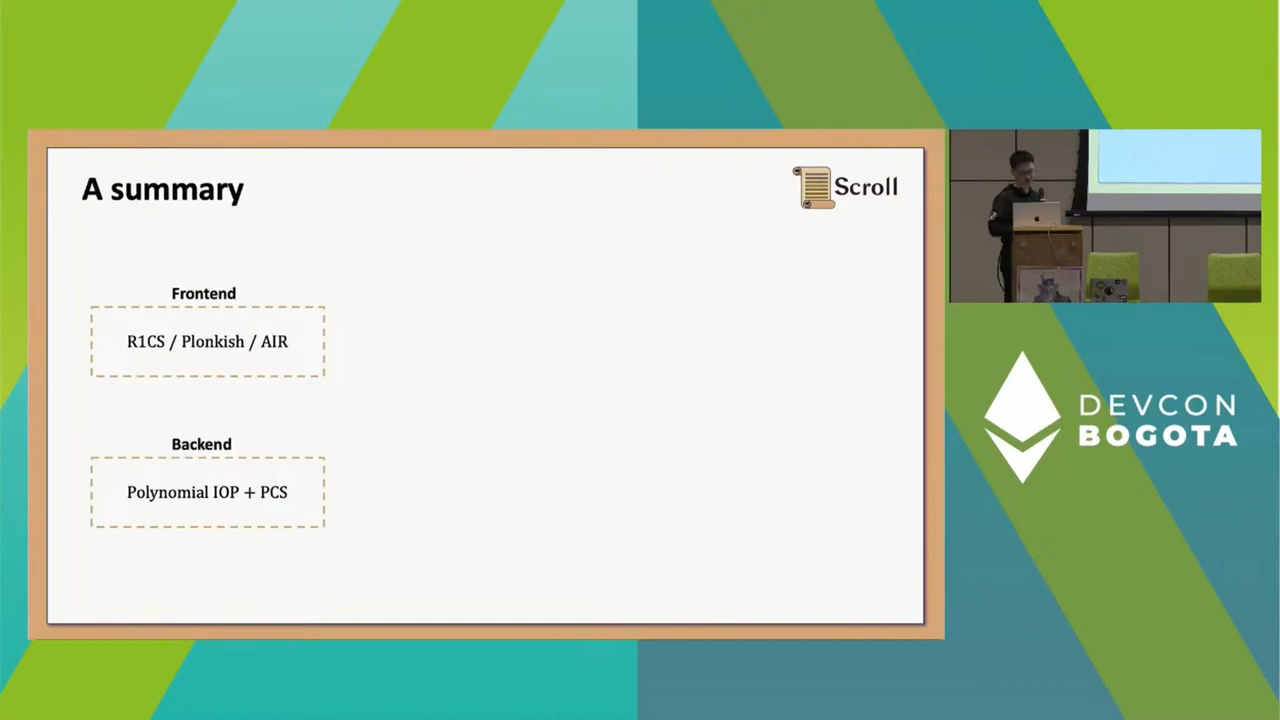 A summary
Scroll
Frontend
R1CS / Plonkish / AIR
Backend
Polynomial IOP + PCS
DEVCON
BOGOTA